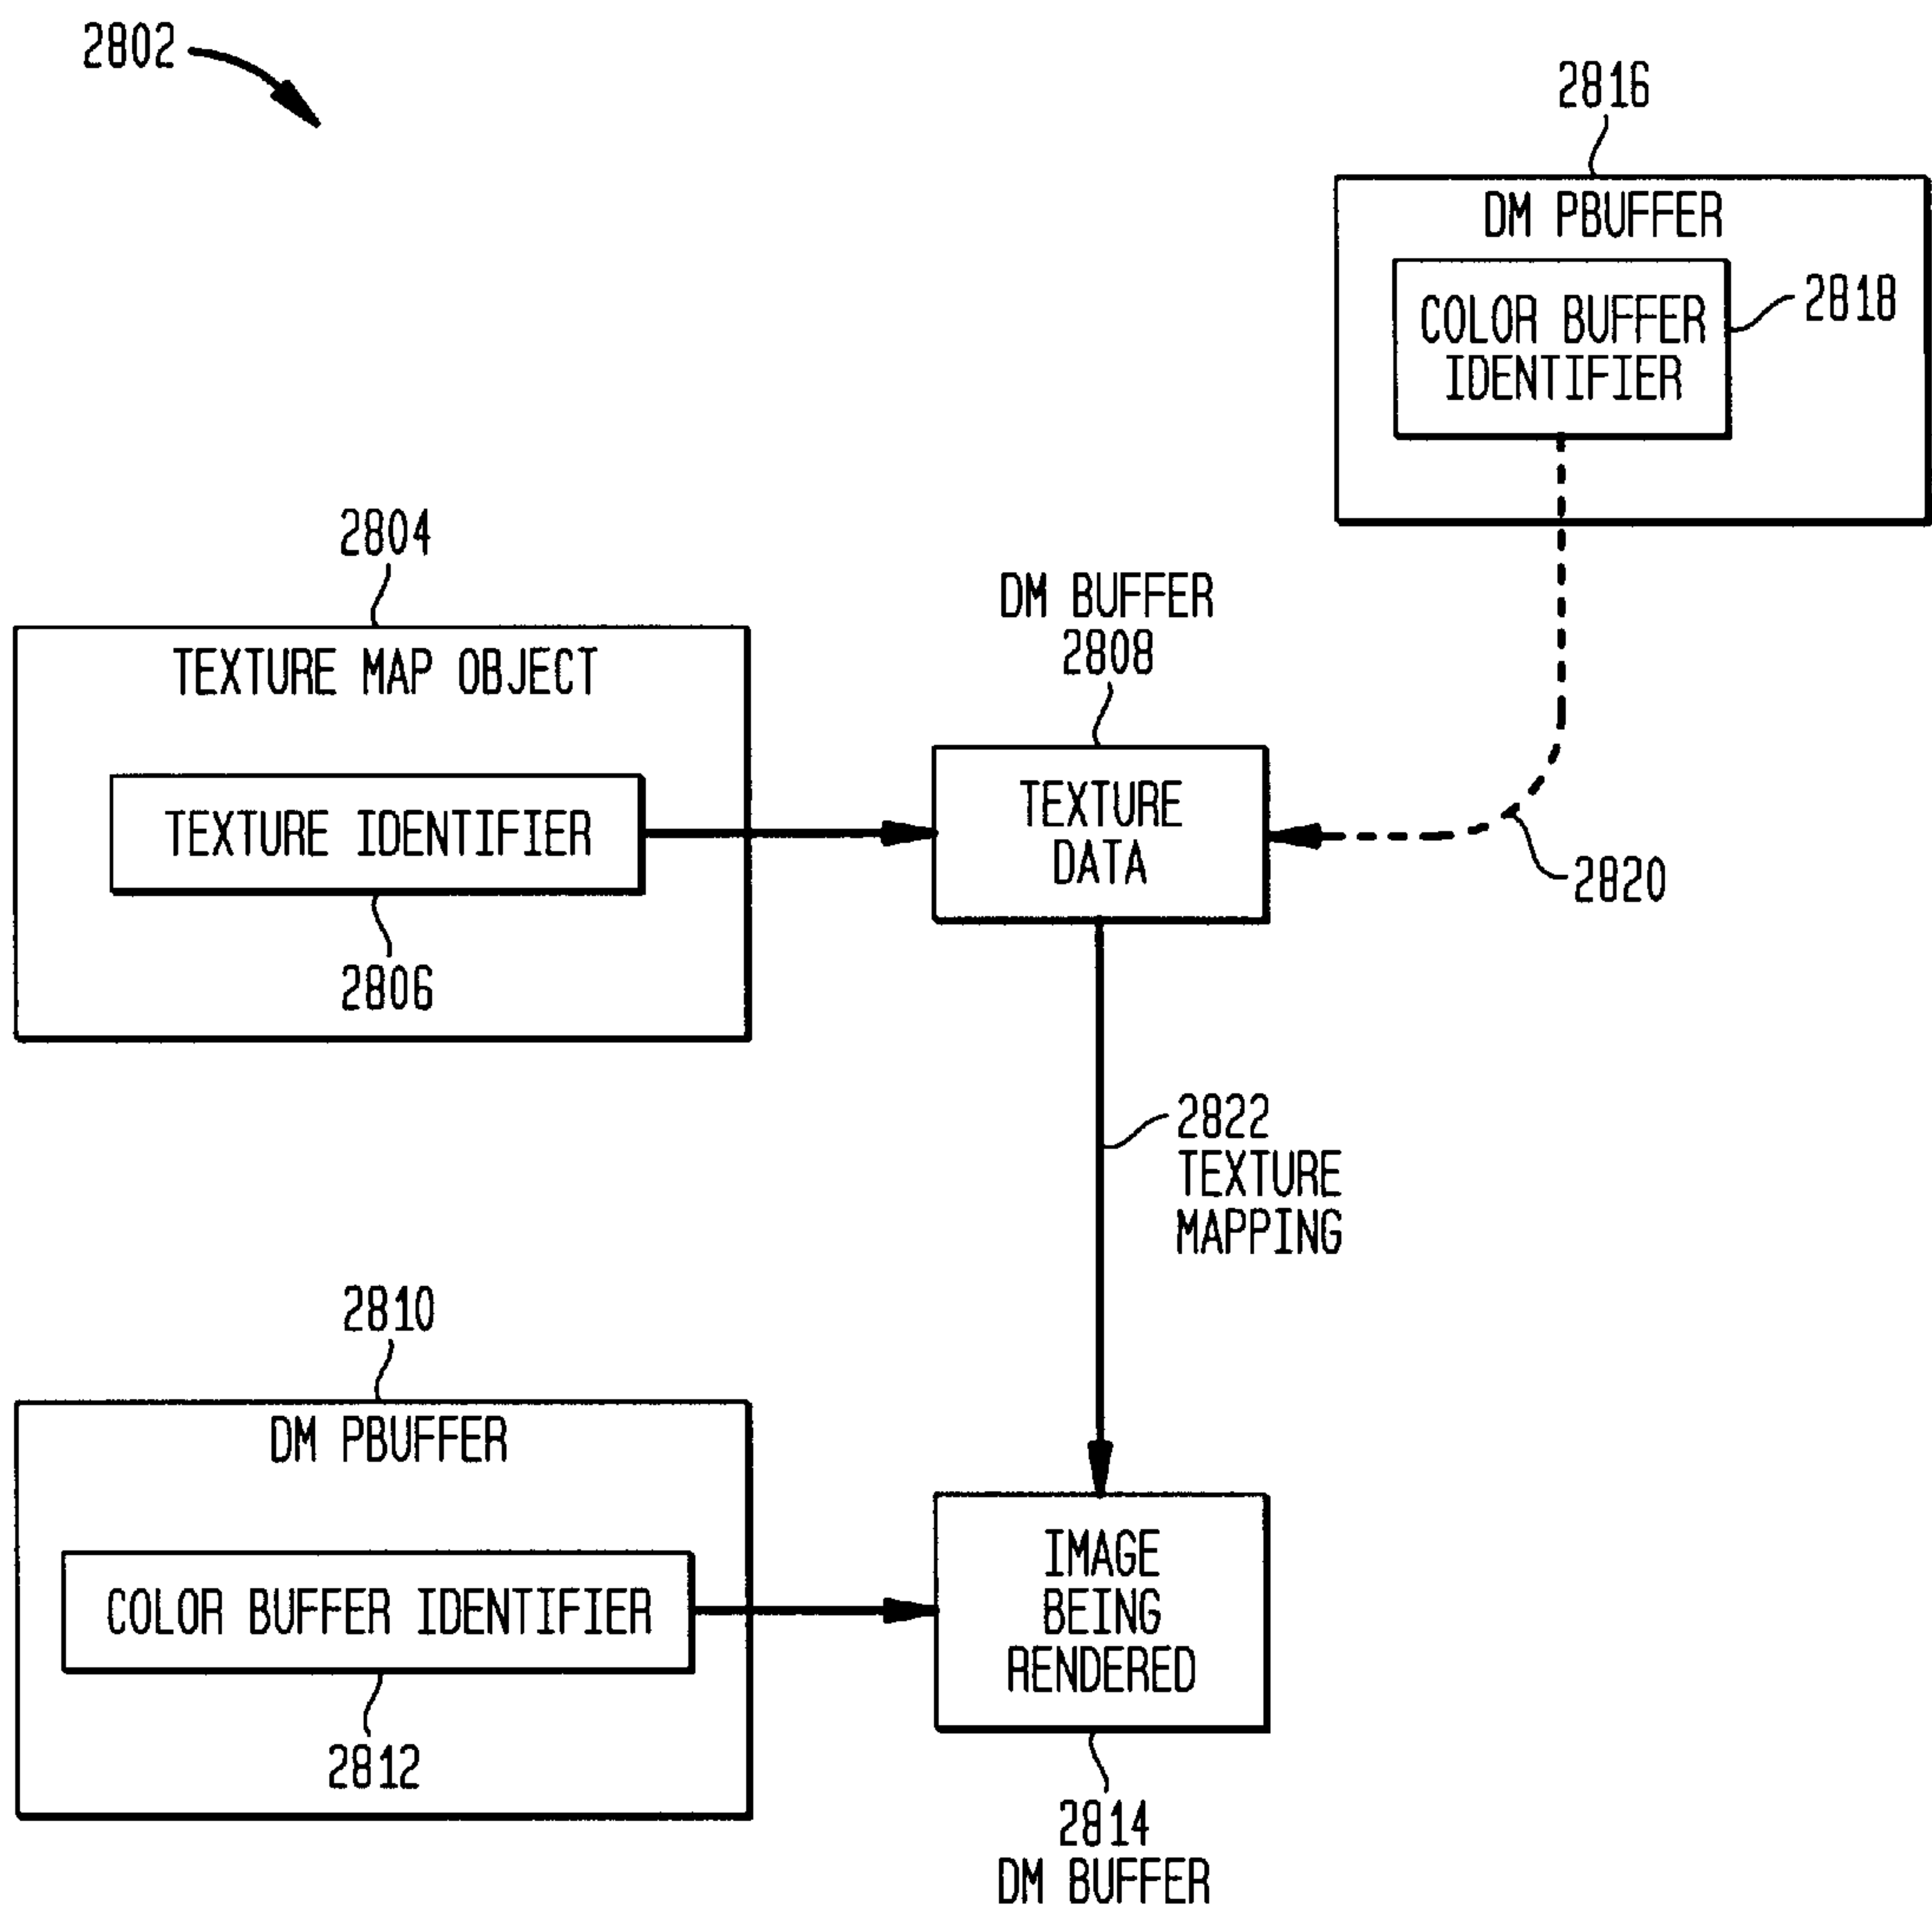 2802
2816
DM PBUFFER
COLOR BUFFER
IDENTIFIER
2818
2804
TEXTURE MAP OBJECT
TEXTURE IDENTIFIER
2806
DM BUFFER
2808
TEXTURE
DATA
2820
2822
TEXTURE
MAPPING
2810
DM PBUFFER
COLOR BUFFER IDENTIFIER
2812
IMAGE
BEING
RENDERED
2814
DM BUFFER